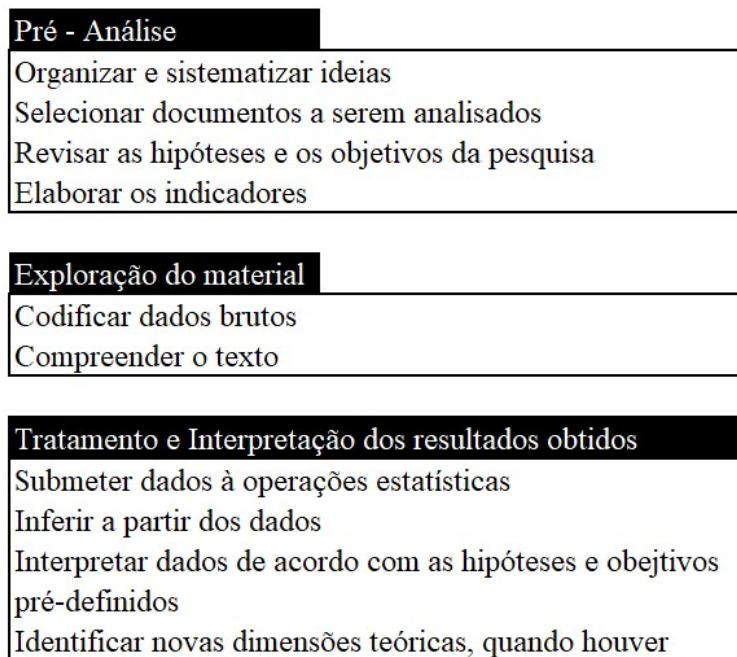 Pré - Análise
Organizar e sistematizar ideias
Selecionar documentos a serem analisados
Revisar as hipóteses e os objetivos da pesquisa
Elaborar os indicadores
Exploração do material
Codificar dados brutos
Compreender o texto
Tratamento e Interpretação dos resultados obtidos
Submeter dados à operações estatísticas
Inferir a partir dos dados
Interpretar dados de acordo com as hipóteses e obejtivos
pré-definidos
Identificar novas dimensões teóricas, quando houver